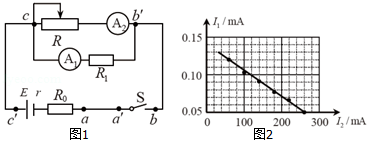 c
b′
R
A₂
A₁
R₁
E r
R₀
S
c′
a
a′
b
图1
I₁ / mA
0.15
0.10
0.05
0
100
200
300
I₂ / mA
图2